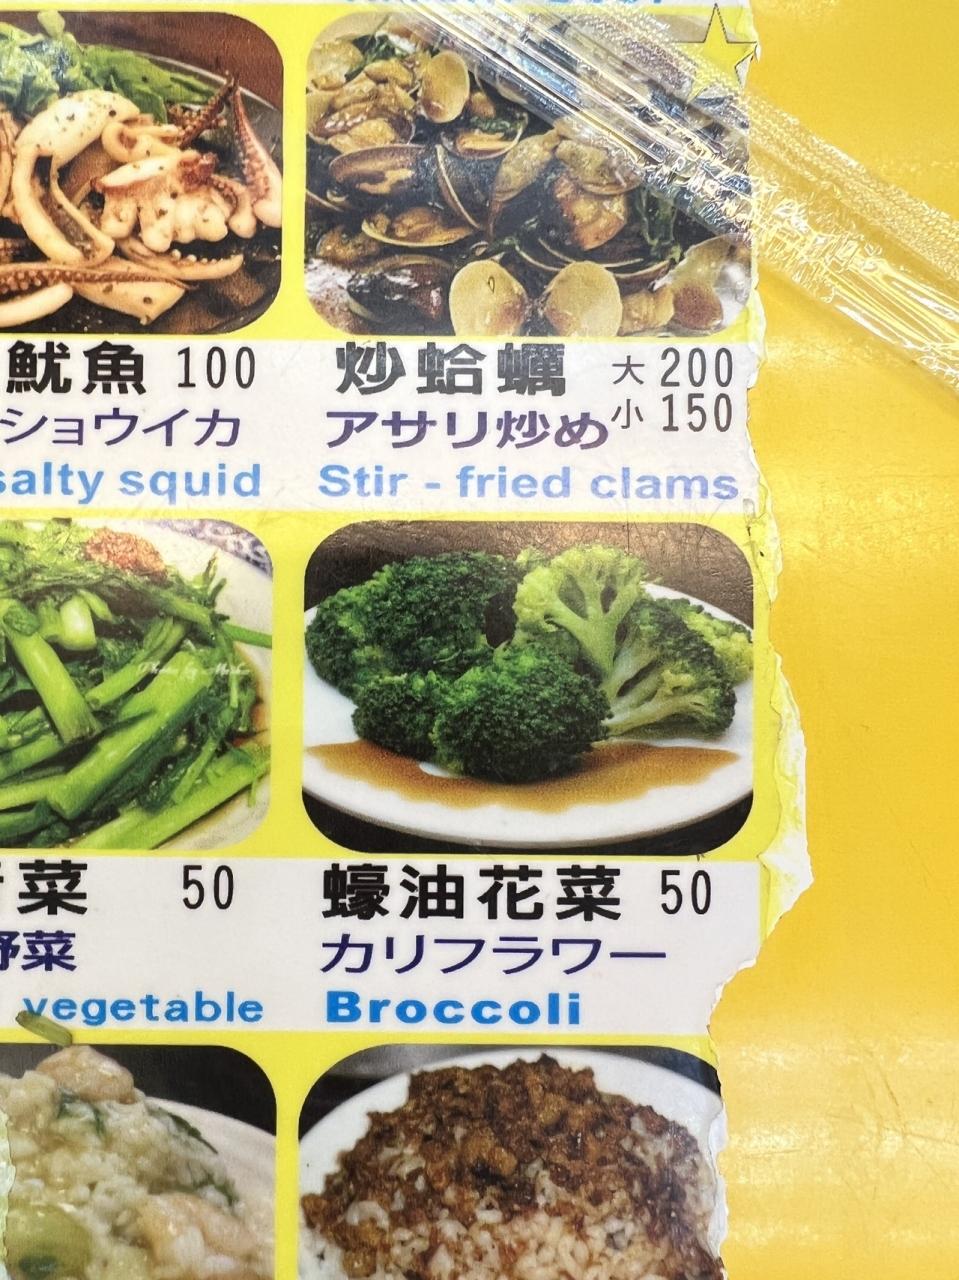 魷魚 100
ショウイカ
salty squid
炒蛤蠣 大 200
小 150
アサリ炒め
Stir - fried clams
菜 50
野菜
vegetable
蠔油花菜 50
カリフラワー
Broccoli